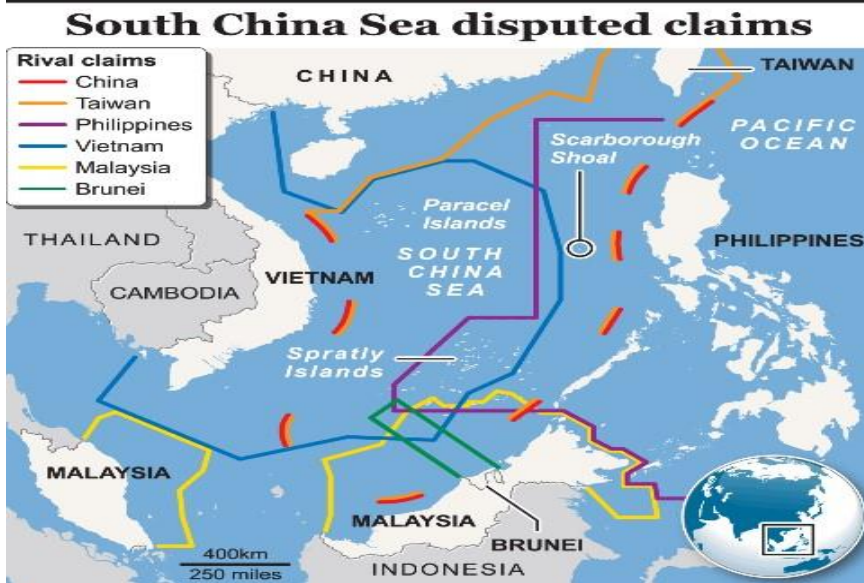 South China Sea disputed claims
Rival claims
China
Taiwan
Philippines
Vietnam
Malaysia
Brunei
CHINA
TAIWAN
PACIFIC
OCEAN
Scarborough
Shoal
Paracel
Islands
THAILAND
SOUTH
CHINA
SEA
PHILIPPINES
VIETNAM
CAMBODIA
Spratly
Islands
MALAYSIA
MALAYSIA
BRUNEI
400km
250 miles
INDONESIA